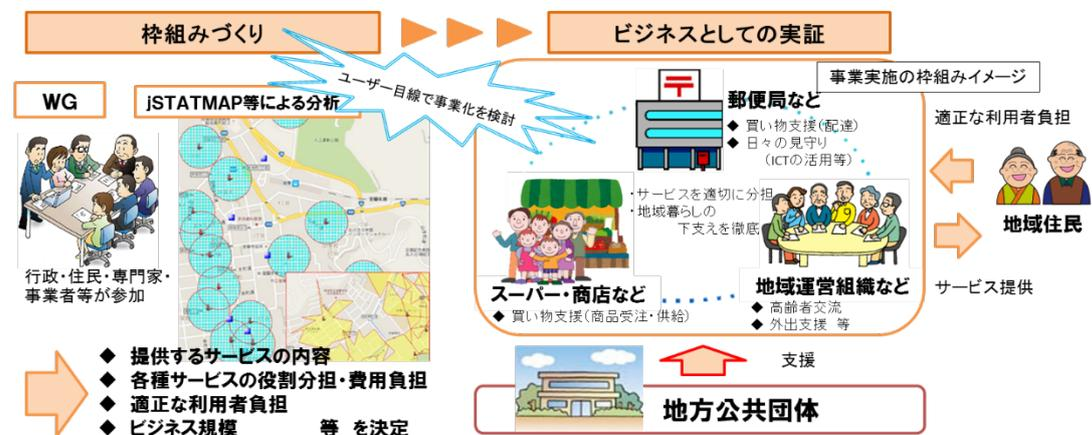 枠組みづくり
ビジネスとしての実証
ユーザー目線で事業化を検討
事業実施の枠組みイメージ
WG
jSTATMAP等による分析
行政・住民・専門家・
事業者等が参加
◆ 提供するサービスの内容
◆ 各種サービスの役割分担・費用負担
◆ 適正な利用者負担
◆ ビジネス規模 等 を決定
〒
郵便局など
◆ 買い物支援(配達)
◆ 日々の見守り
(ICTの活用等)
・サービスを適切に分担
・地域暮らしの
下支えを徹底
スーパー・商店など
◆ 買い物支援(商品受注・供給)
地域運営組織など
◆ 高齢者交流
◆ 外出支援 等
適正な利用者負担
地域住民
サービス提供
支援
地方公共団体